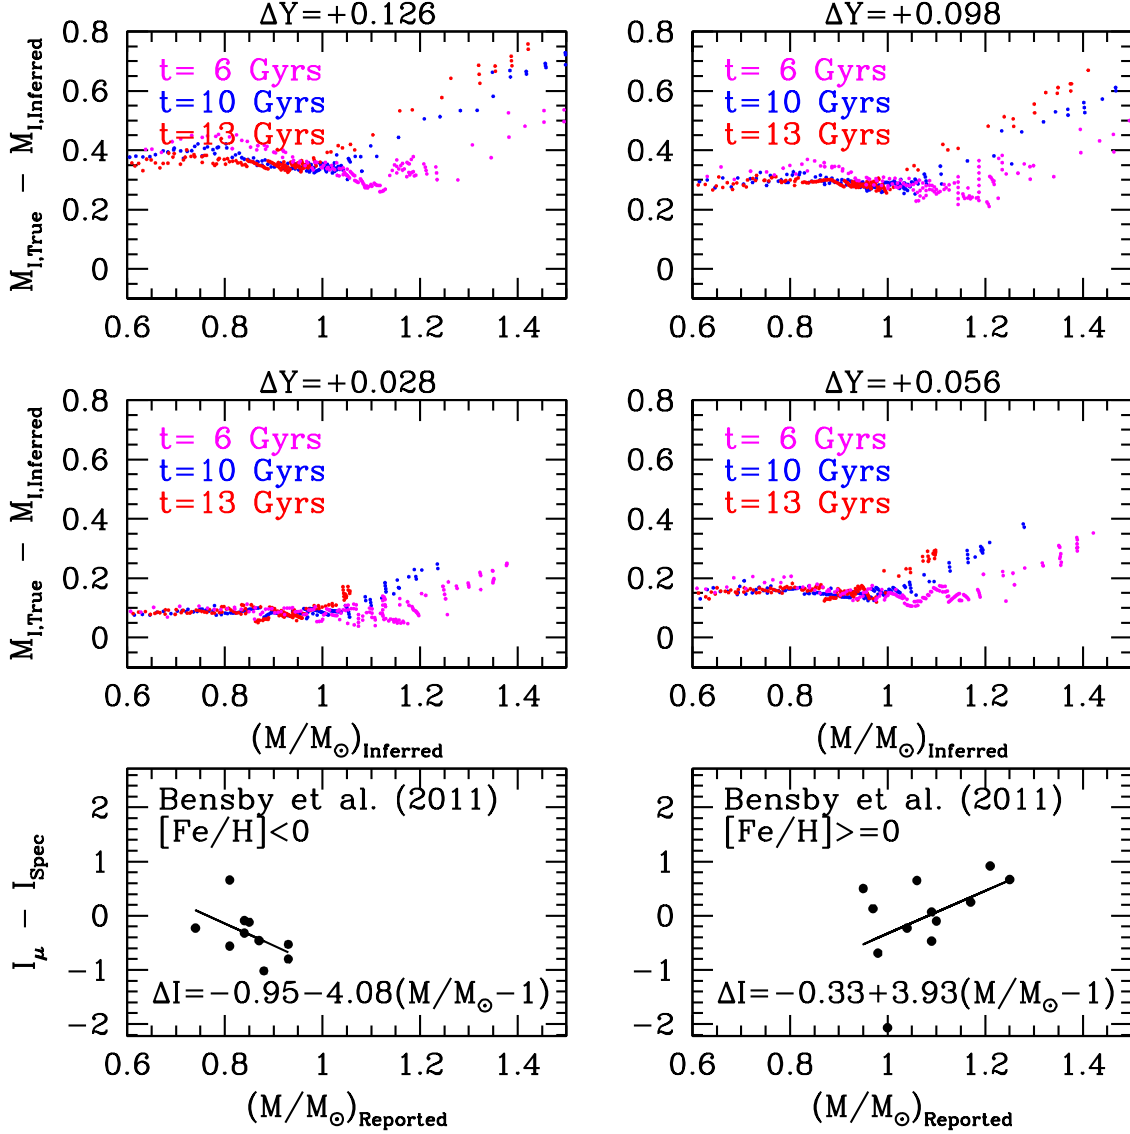 ΔY=+0.126
ΔY=+0.098
M_I,True − M_I,Inferred
0.8
0.6
0.4
0.2
0
t= 6 Gyrs
t=10 Gyrs
t=13 Gyrs
0.6 0.8 1 1.2 1.4
0.8
0.6
0.4
0.2
0
t= 6 Gyrs
t=10 Gyrs
t=13 Gyrs
0.6 0.8 1 1.2 1.4
ΔY=+0.028
ΔY=+0.056
M_I,True − M_I,Inferred
0.8
0.6
0.4
0.2
0
t= 6 Gyrs
t=10 Gyrs
t=13 Gyrs
0.6 0.8 1 1.2 1.4
(M/M⊙)Inferred
0.8
0.6
0.4
0.2
0
t= 6 Gyrs
t=10 Gyrs
t=13 Gyrs
0.6 0.8 1 1.2 1.4
(M/M⊙)Inferred
I_μ − I_Spec
2
1
0
−1
−2
Bensby et al. (2011)
[Fe/H]<0
ΔI=−0.95−4.08(M/M⊙−1)
0.6 0.8 1 1.2 1.4
(M/M⊙)Reported
2
1
0
−1
−2
Bensby et al. (2011)
[Fe/H]>=0
ΔI=−0.33+3.93(M/M⊙−1)
0.6 0.8 1 1.2 1.4
(M/M⊙)Reported